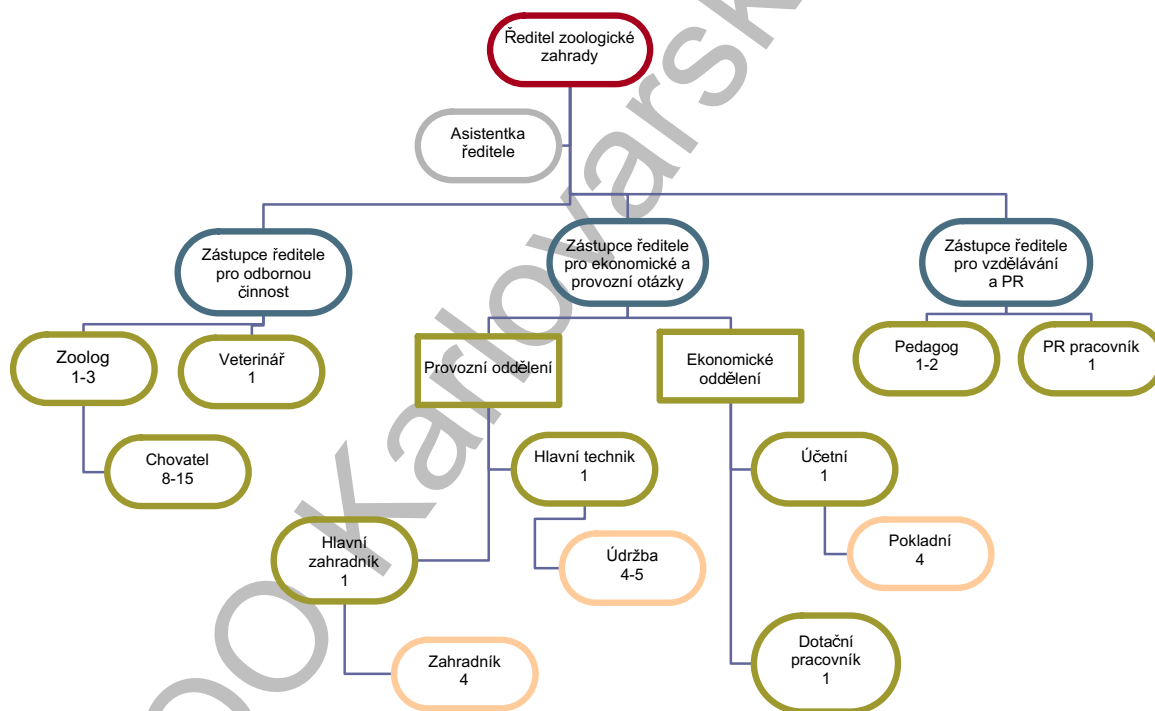 Ředitel zoologické
zahrady
Asistentka
ředitele
Zástupce ředitele
pro odbornou
činnost
Zástupce ředitele
pro ekonomické a
provozní otázky
Zástupce ředitele
pro vzdělávání
a PR
Zoolog
1-3
Veterinář
1
Provozní oddělení
Ekonomické
oddělení
Pedagog
1-2
PR pracovník
1
Chovatel
8-15
Hlavní technik
1
Účetní
1
Hlavní
zahradník
1
Údržba
4-5
Pokladní
4
Zahradník
4
Dotační
pracovník
1